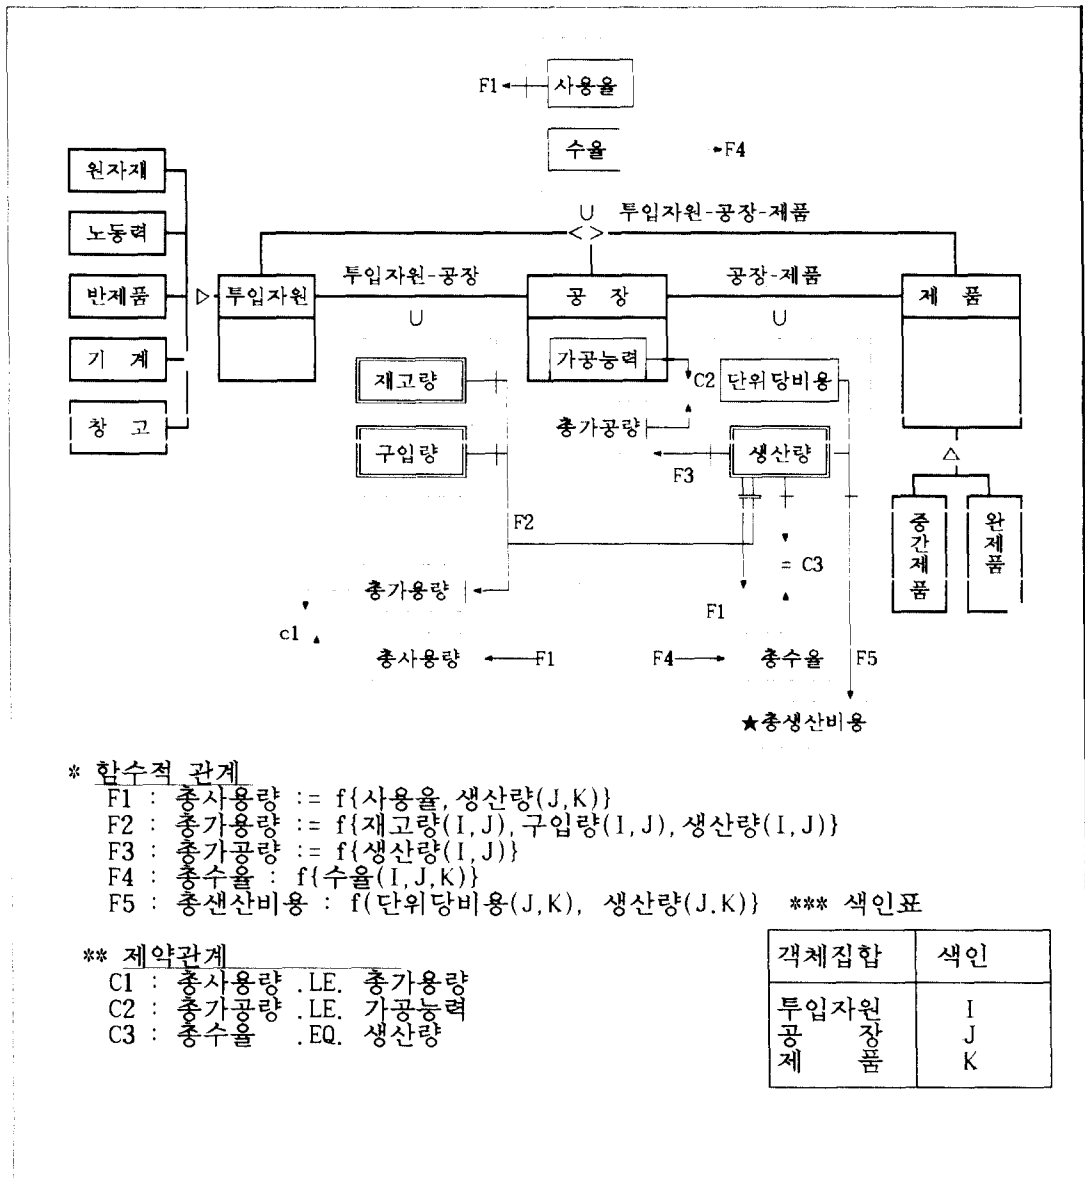 F1 사용율
수율 F4
원자재
노동력
반제품
기 계
창 고
∪ 투입자원-공장-제품
< >
투입자원-공장
공장-제품
▷ 투입자원
공 장
제 품
∪
∪
가공능력
재고량
C2
단위당비용
총가공량
구입량
F3
생산량
△
중간제품
완제품
F2
= C3
총가용량
F1
c1
총사용량 F1
F4 총수율
F5
★총생산비용
* 함수적 관계
F1 : 총사용량 := f{사용율,생산량(J,K)}
F2 : 총가용량 := f{재고량(I,J),구입량(I,J),생산량(I,J)}
F3 : 총가공량 := f{생산량(I,J)}
F4 : 총수율 : f{수율(I,J,K)}
F5 : 총샌산비용 : f(단위당비용(J,K), 생산량(J.K)} *** 색인표
** 제약관계
C1 : 총사용량 .LE. 총가용량
C2 : 총가공량 .LE. 가공능력
C3 : 총수율 .EQ. 생산량
객체집합 색인
투입자원 I
공 장 J
제 품 K